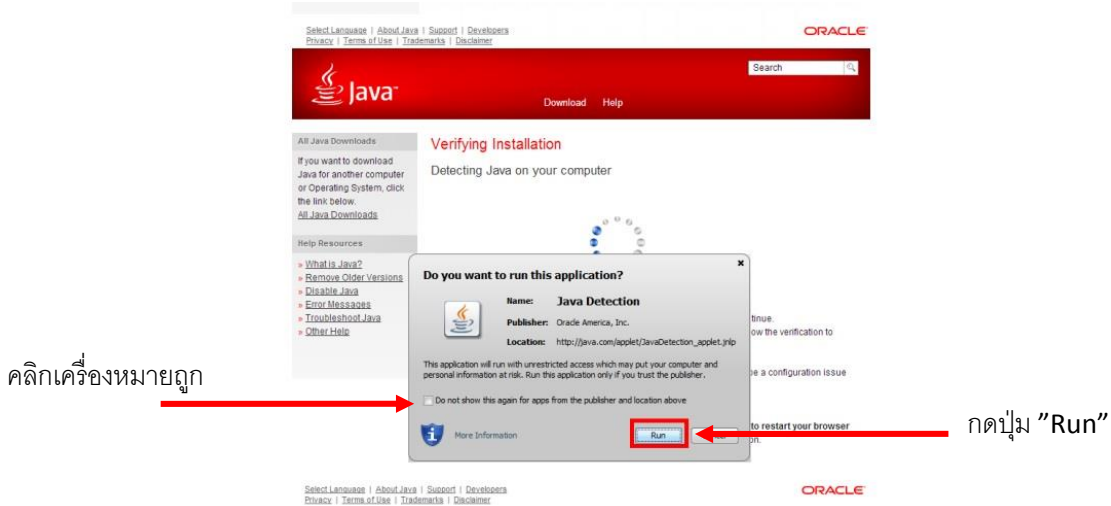 Select Language | About Java | Support | Developers
Privacy | Terms of Use | Trademarks | Disclaimer
ORACLE
Search
Java
Download Help
All Java Downloads
If you want to download
Java for another computer
or Operating System, click
the link below.
All Java Downloads
Help Resources
» What is Java?
» Remove Older Versions
» Disable Java
» Error Messages
» Troubleshoot Java
» Other Help
Verifying Installation
Detecting Java on your computer
Do you want to run this application?
Name: Java Detection
Publisher: Oracle America, Inc.
Location: http://java.com/applet/JavaDetection_applet.jnlp
This application will run with unrestricted access which may put your computer and
personal information at risk. Run this application only if you trust the publisher.
Do not show this again for apps from the publisher and location above
More Information
Run
tinue.
ow the verification to
be a configuration issue
to restart your browser
on.
คลิกเครื่องหมายถูก
กดปุ่ม "Run"
Select Language | About Java | Support | Developers
Privacy | Terms of Use | Trademarks | Disclaimer
ORACLE